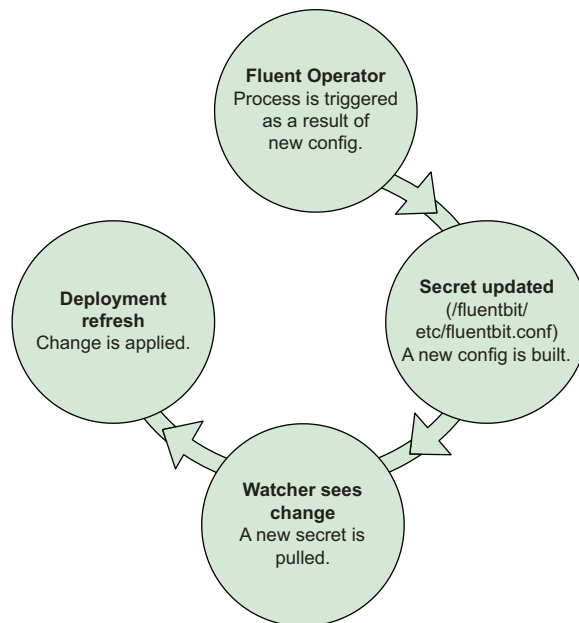 Fluent Operator
Process is triggered
as a result of
new config.
Secret updated
(/fluentbit/
etc/fluentbit.conf)
A new config is built.
Watcher sees
change
A new secret is
pulled.
Deployment
refresh
Change is applied.